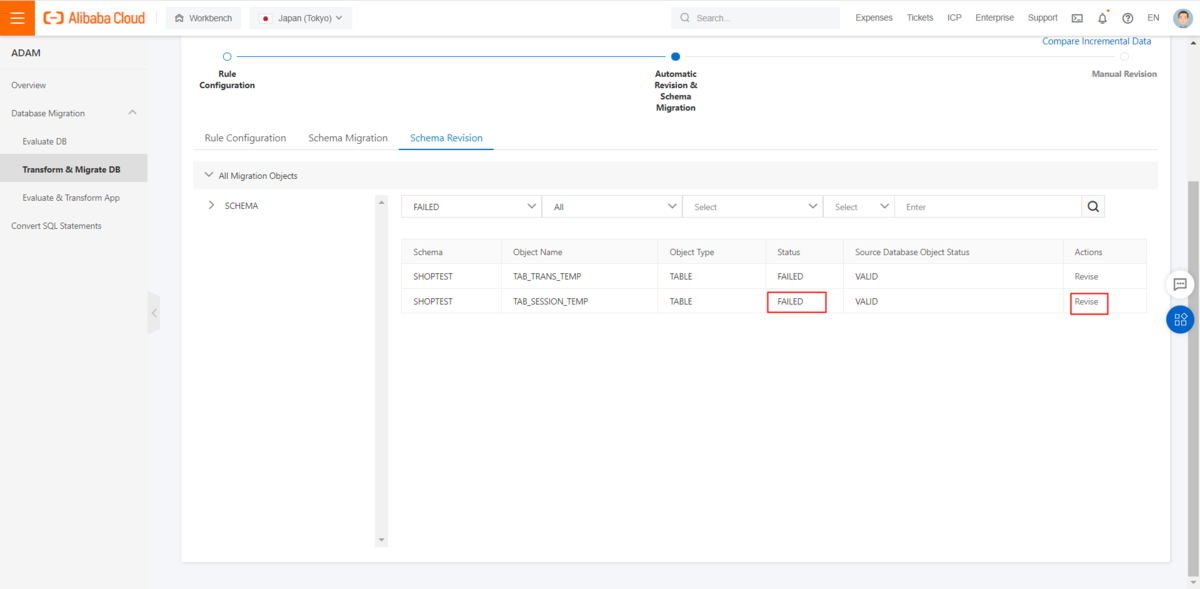 Alibaba Cloud
Workbench
Japan (Tokyo)
Search...
Expenses
Tickets
ICP
Enterprise
Support
EN
ADAM
Overview
Database Migration
Evaluate DB
Transform & Migrate DB
Evaluate & Transform App
Convert SQL Statements
Compare Incremental Data
Rule
Configuration
Automatic
Revision &
Schema
Migration
Manual Revision
Rule Configuration
Schema Migration
Schema Revision
All Migration Objects
SCHEMA
FAILED
All
Select
Select
Enter
Schema
Object Name
Object Type
Status
Source Database Object Status
Actions
SHOPTEST
TAB_TRANS_TEMP
TABLE
FAILED
VALID
Revise
SHOPTEST
TAB_SESSION_TEMP
TABLE
FAILED
VALID
Revise